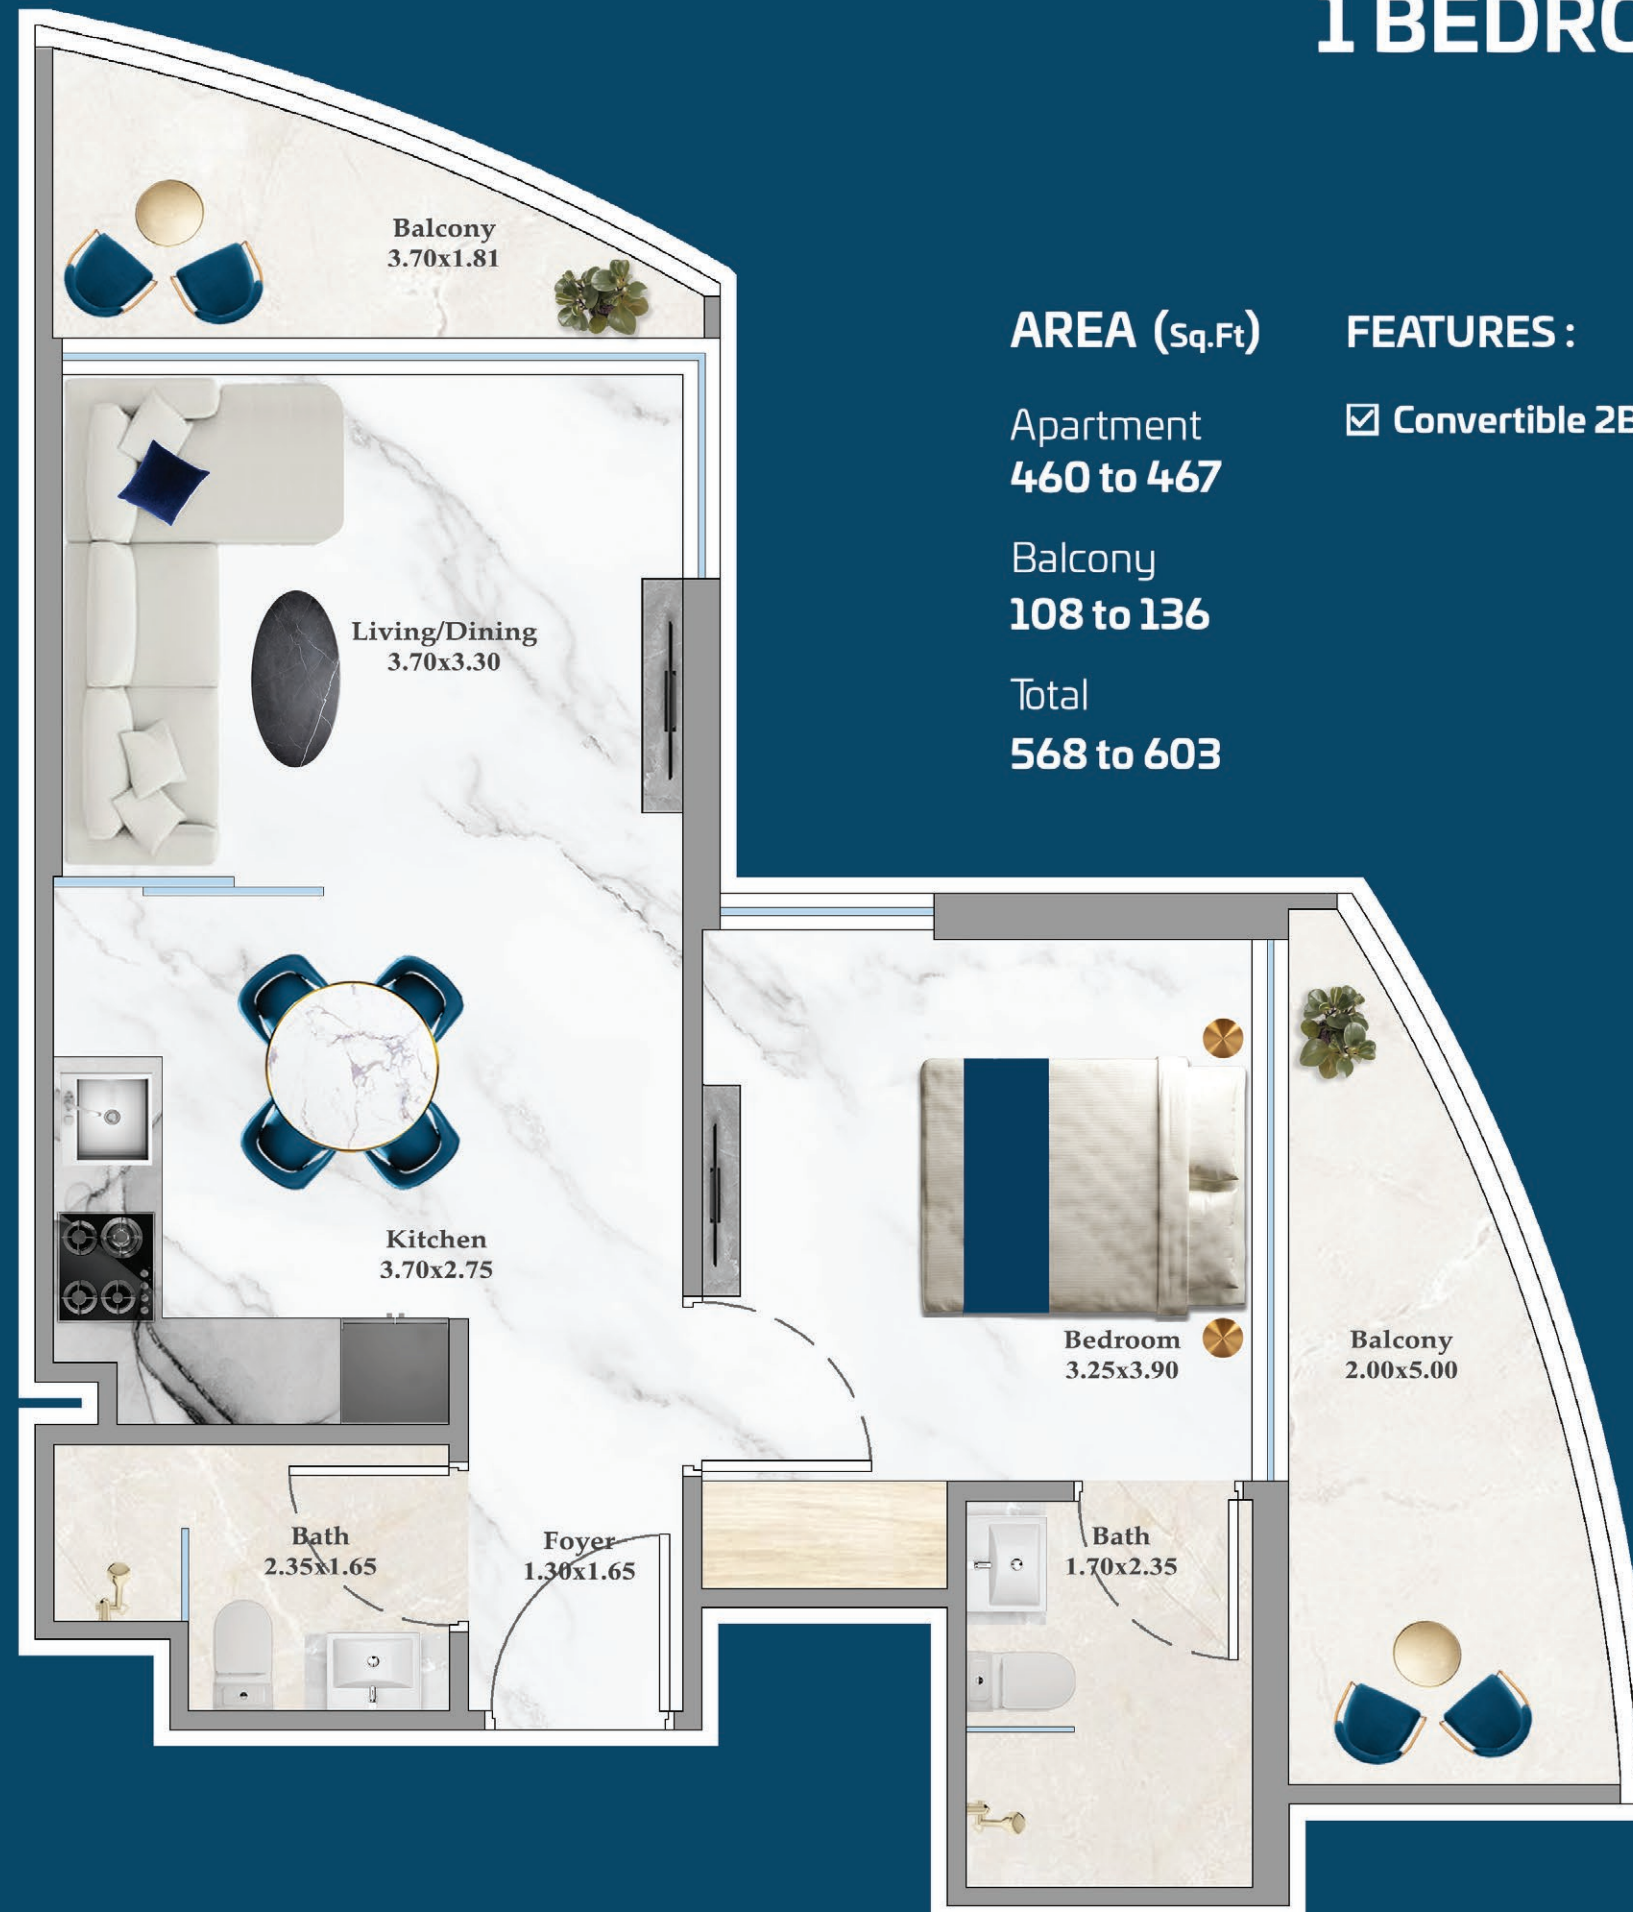 1 BEDRO
AREA (Sq.Ft)
Apartment
460 to 467
Balcony
108 to 136
Total
568 to 603
FEATURES :
☑ Convertible 2B
Balcony
3.70x1.81
Living/Dining
3.70x3.30
Kitchen
3.70x2.75
Bedroom
3.25x3.90
Balcony
2.00x5.00
Bath
2.35x1.65
Foyer
1.30x1.65
Bath
1.70x2.35